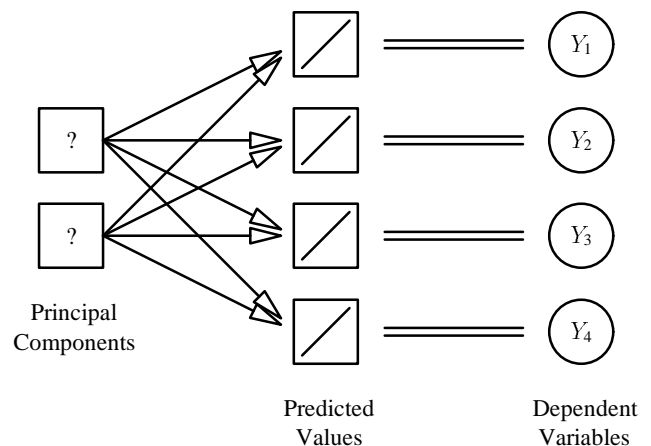 Y1
? Y2
? Y3
Principal
Components
Y4
Predicted
Values
Dependent
Variables